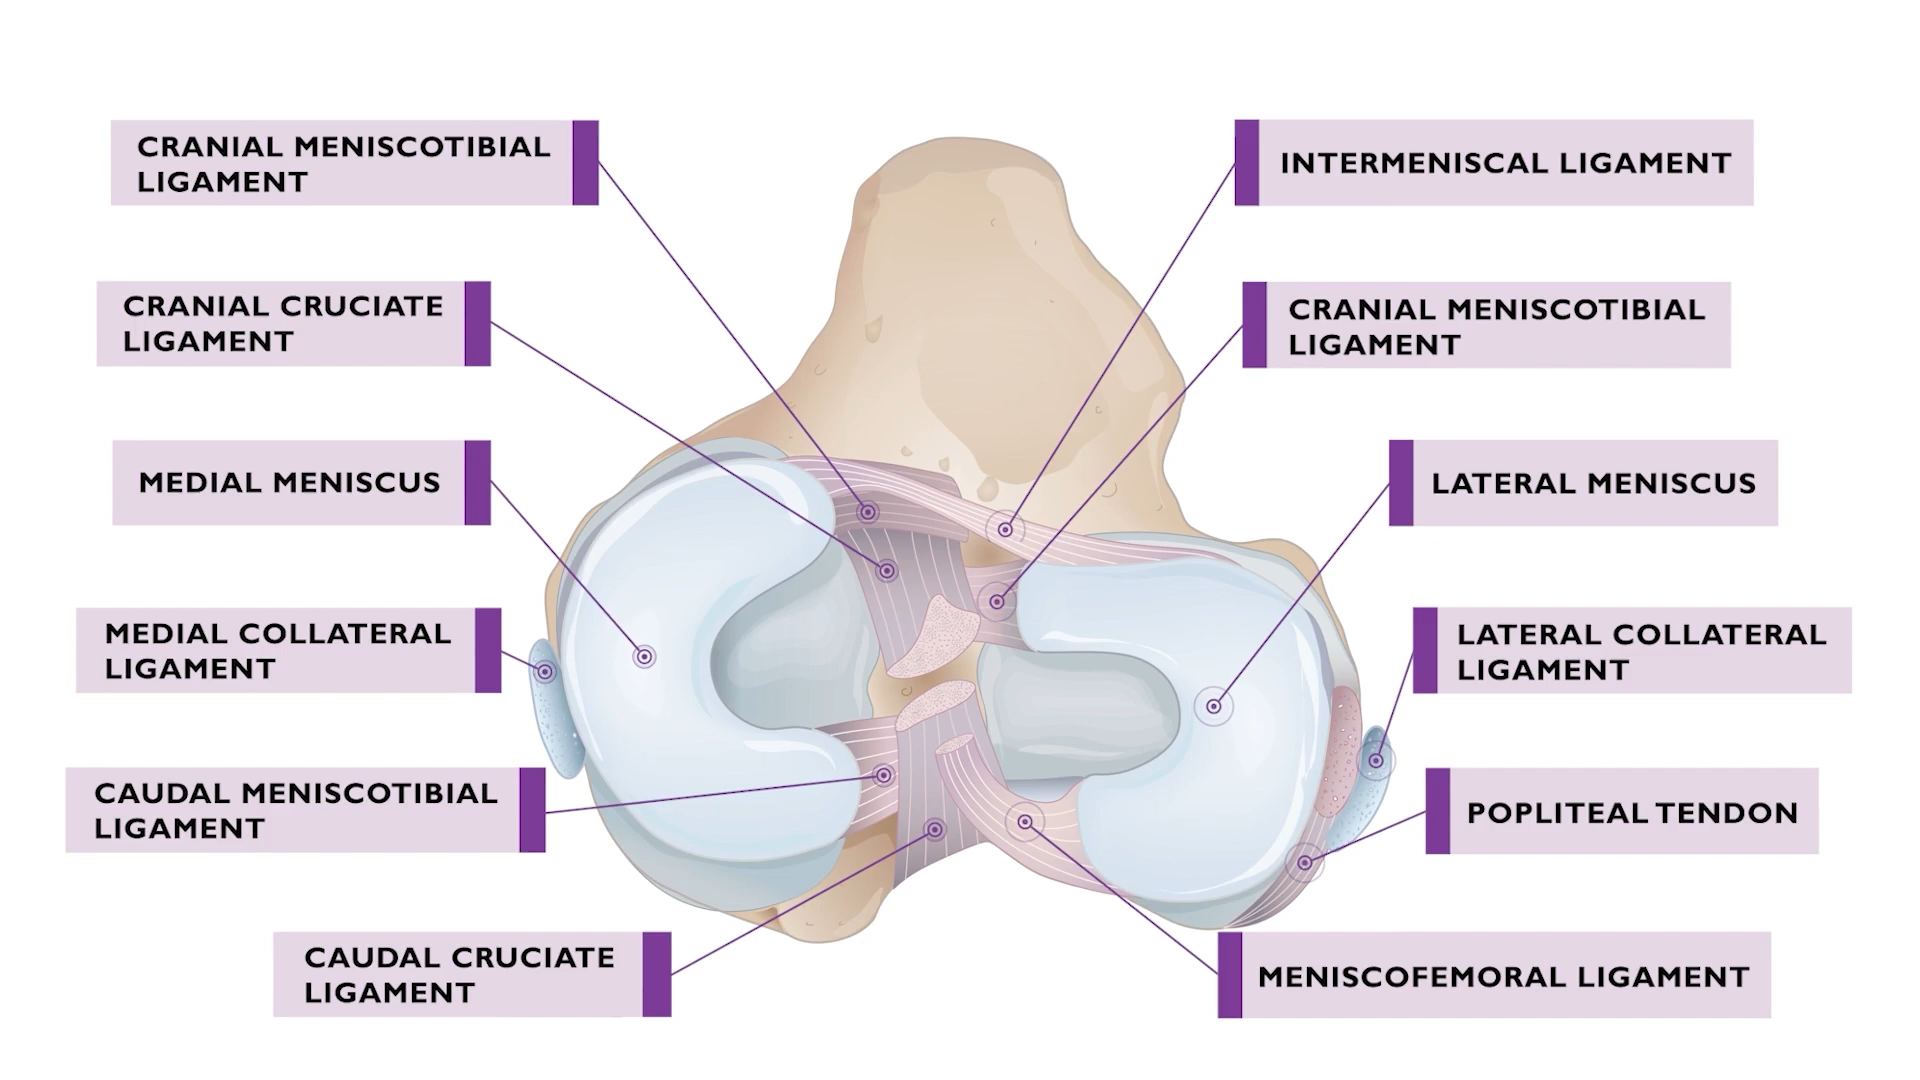 CRANIAL MENISCOTIBIAL
LIGAMENT
CRANIAL CRUCIATE
LIGAMENT
MEDIAL MENISCUS
MEDIAL COLLATERAL
LIGAMENT
CAUDAL MENISCOTIBIAL
LIGAMENT
CAUDAL CRUCIATE
LIGAMENT
INTERMENISCAL LIGAMENT
CRANIAL MENISCOTIBIAL
LIGAMENT
LATERAL MENISCUS
LATERAL COLLATERAL
LIGAMENT
POPLITEAL TENDON
MENISCOFEMORAL LIGAMENT